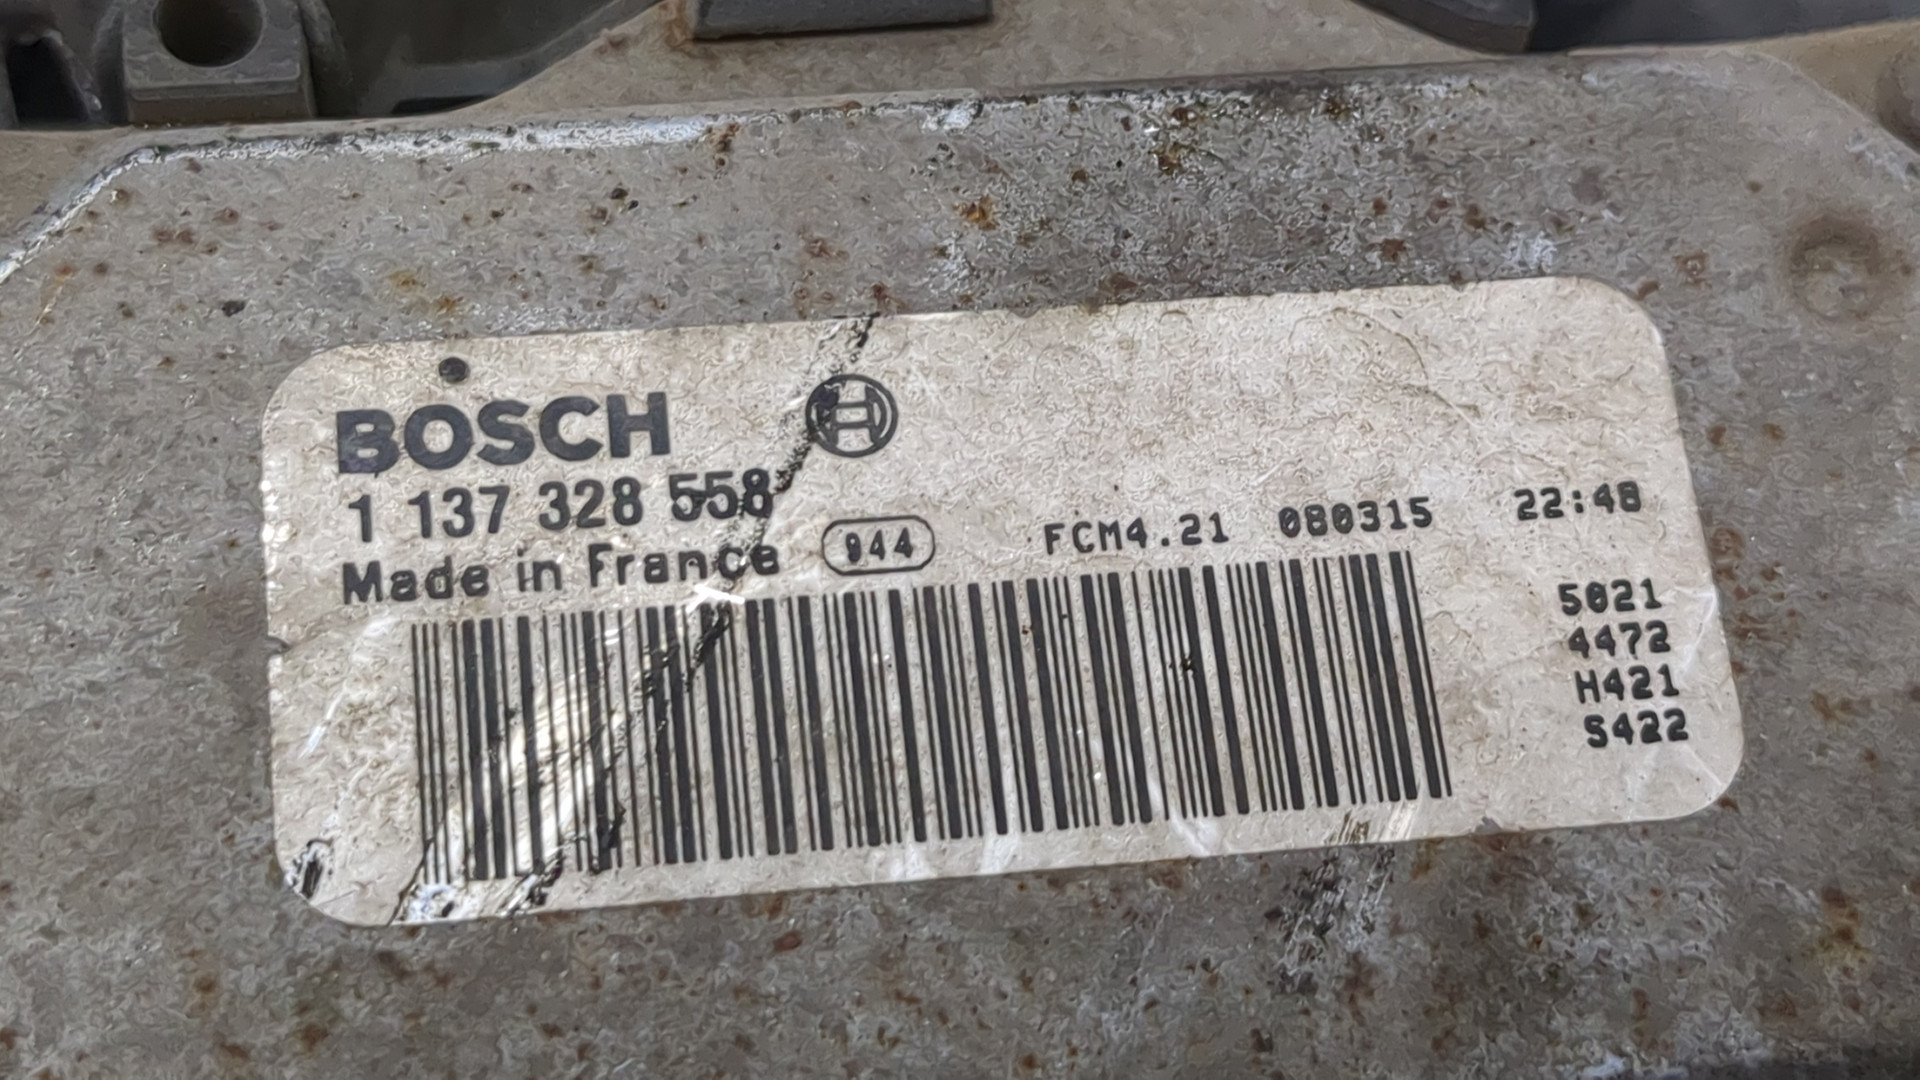 BOSCH
1 137 328 558
Made in France 944 FCM4.21 080315 22:48
5021
4472
H421
S422